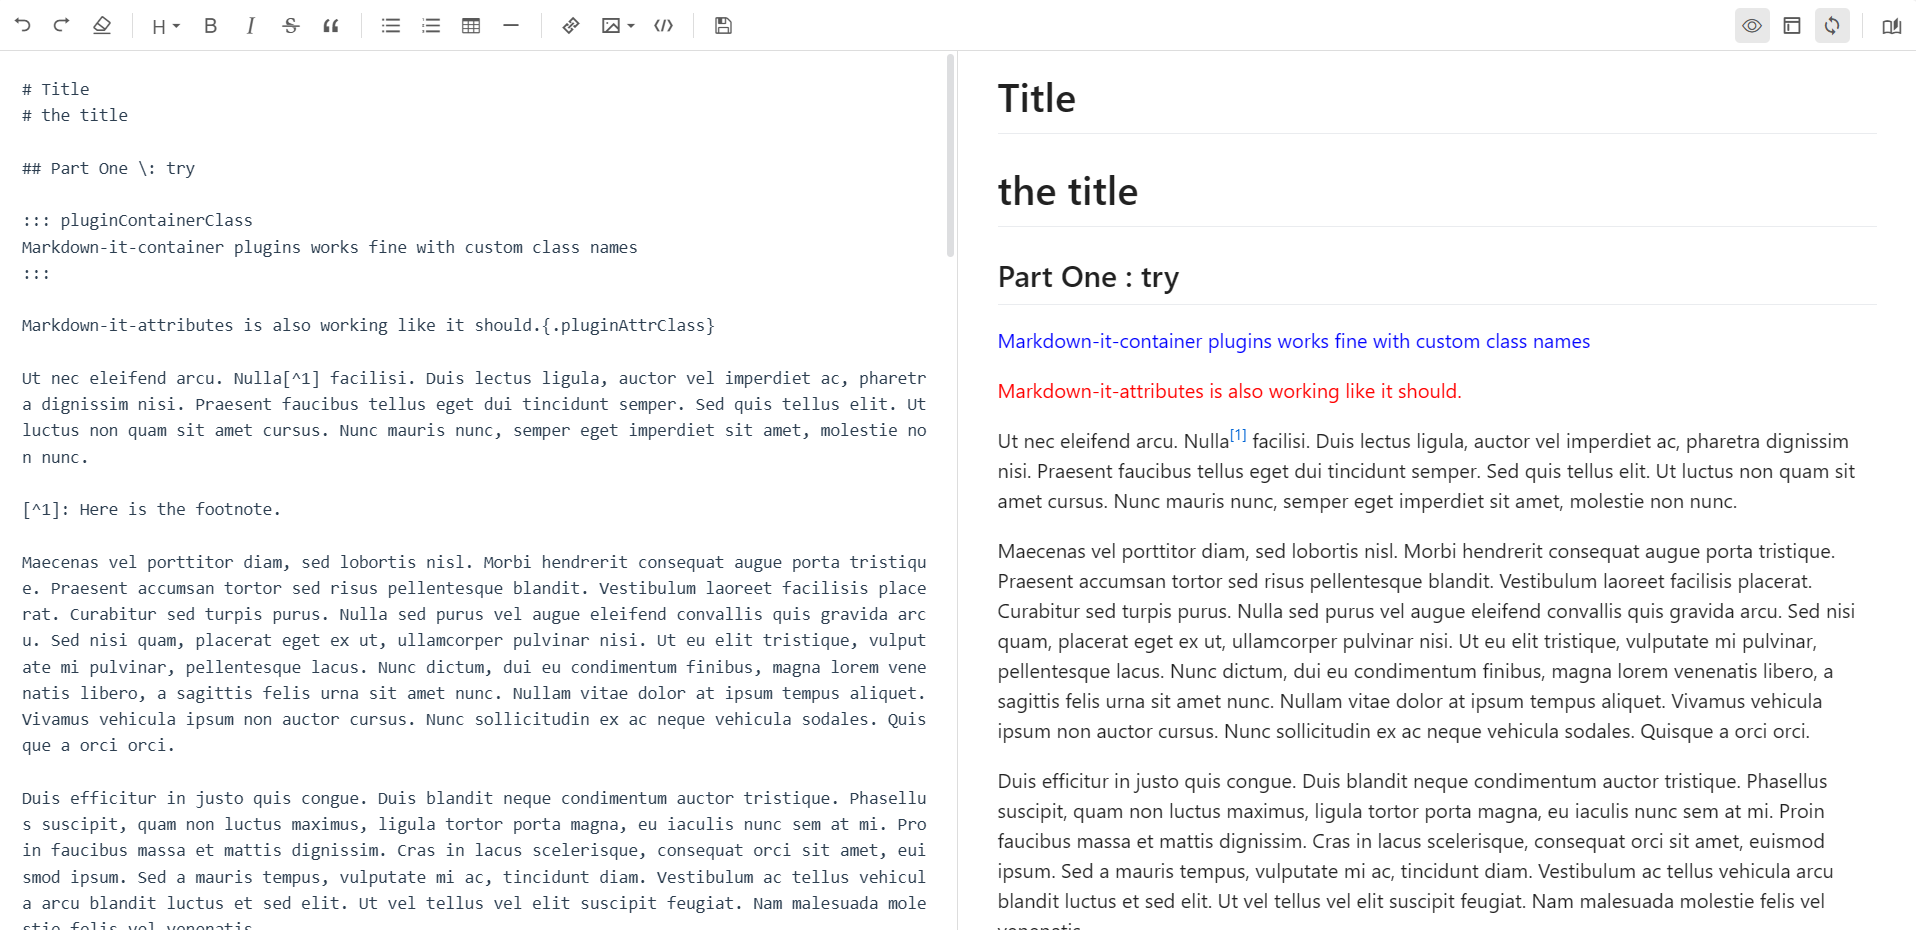 H
B
I
S
# Title
# the title
## Part One \: try
::: pluginContainerClass
Markdown-it-container plugins works fine with custom class names
:::
Markdown-it-attributes is also working like it should.{.pluginAttrClass}
Ut nec eleifend arcu. Nulla[^1] facilisi. Duis lectus ligula, auctor vel imperdiet ac, pharetr
a dignissim nisi. Praesent faucibus tellus eget dui tincidunt semper. Sed quis tellus elit. Ut
luctus non quam sit amet cursus. Nunc mauris nunc, semper eget imperdiet sit amet, molestie no
n nunc.
[^1]: Here is the footnote.
Maecenas vel porttitor diam, sed lobortis nisl. Morbi hendrerit consequat augue porta tristiqu
e. Praesent accumsan tortor sed risus pellentesque blandit. Vestibulum laoreet facilisis place
rat. Curabitur sed turpis purus. Nulla sed purus vel augue eleifend convallis quis gravida arc
u. Sed nisi quam, placerat eget ex ut, ullamcorper pulvinar nisi. Ut eu elit tristique, vulput
ate mi pulvinar, pellentesque lacus. Nunc dictum, dui eu condimentum finibus, magna lorem vene
natis libero, a sagittis felis urna sit amet nunc. Nullam vitae dolor at ipsum tempus aliquet.
Vivamus vehicula ipsum non auctor cursus. Nunc sollicitudin ex ac neque vehicula sodales. Quis
que a orci orci.
Duis efficitur in justo quis congue. Duis blandit neque condimentum auctor tristique. Phasellu
s suscipit, quam non luctus maximus, ligula tortor porta magna, eu iaculis nunc sem at mi. Pro
in faucibus massa et mattis dignissim. Cras in lacus scelerisque, consequat orci sit amet, eui
smod ipsum. Sed a mauris tempus, vulputate mi ac, tincidunt diam. Vestibulum ac tellus vehicul
a arcu blandit luctus et sed elit. Ut vel tellus vel elit suscipit feugiat. Nam malesuada mole
stie felis vel venenatis
Title
the title
Part One : try
Markdown-it-container plugins works fine with custom class names
Markdown-it-attributes is also working like it should.
Ut nec eleifend arcu. Nulla[1] facilisi. Duis lectus ligula, auctor vel imperdiet ac, pharetra dignissim
nisi. Praesent faucibus tellus eget dui tincidunt semper. Sed quis tellus elit. Ut luctus non quam sit
amet cursus. Nunc mauris nunc, semper eget imperdiet sit amet, molestie non nunc.
Maecenas vel porttitor diam, sed lobortis nisl. Morbi hendrerit consequat augue porta tristique.
Praesent accumsan tortor sed risus pellentesque blandit. Vestibulum laoreet facilisis placerat.
Curabitur sed turpis purus. Nulla sed purus vel augue eleifend convallis quis gravida arcu. Sed nisi
quam, placerat eget ex ut, ullamcorper pulvinar nisi. Ut eu elit tristique, vulputate mi pulvinar,
pellentesque lacus. Nunc dictum, dui eu condimentum finibus, magna lorem venenatis libero, a
sagittis felis urna sit amet nunc. Nullam vitae dolor at ipsum tempus aliquet. Vivamus vehicula
ipsum non auctor cursus. Nunc sollicitudin ex ac neque vehicula sodales. Quisque a orci orci.
Duis efficitur in justo quis congue. Duis blandit neque condimentum auctor tristique. Phasellus
suscipit, quam non luctus maximus, ligula tortor porta magna, eu iaculis nunc sem at mi. Proin
faucibus massa et mattis dignissim. Cras in lacus scelerisque, consequat orci sit amet, euismod
ipsum. Sed a mauris tempus, vulputate mi ac, tincidunt diam. Vestibulum ac tellus vehicula arcu
blandit luctus et sed elit. Ut vel tellus vel elit suscipit feugiat. Nam malesuada molestie felis vel
venenatis